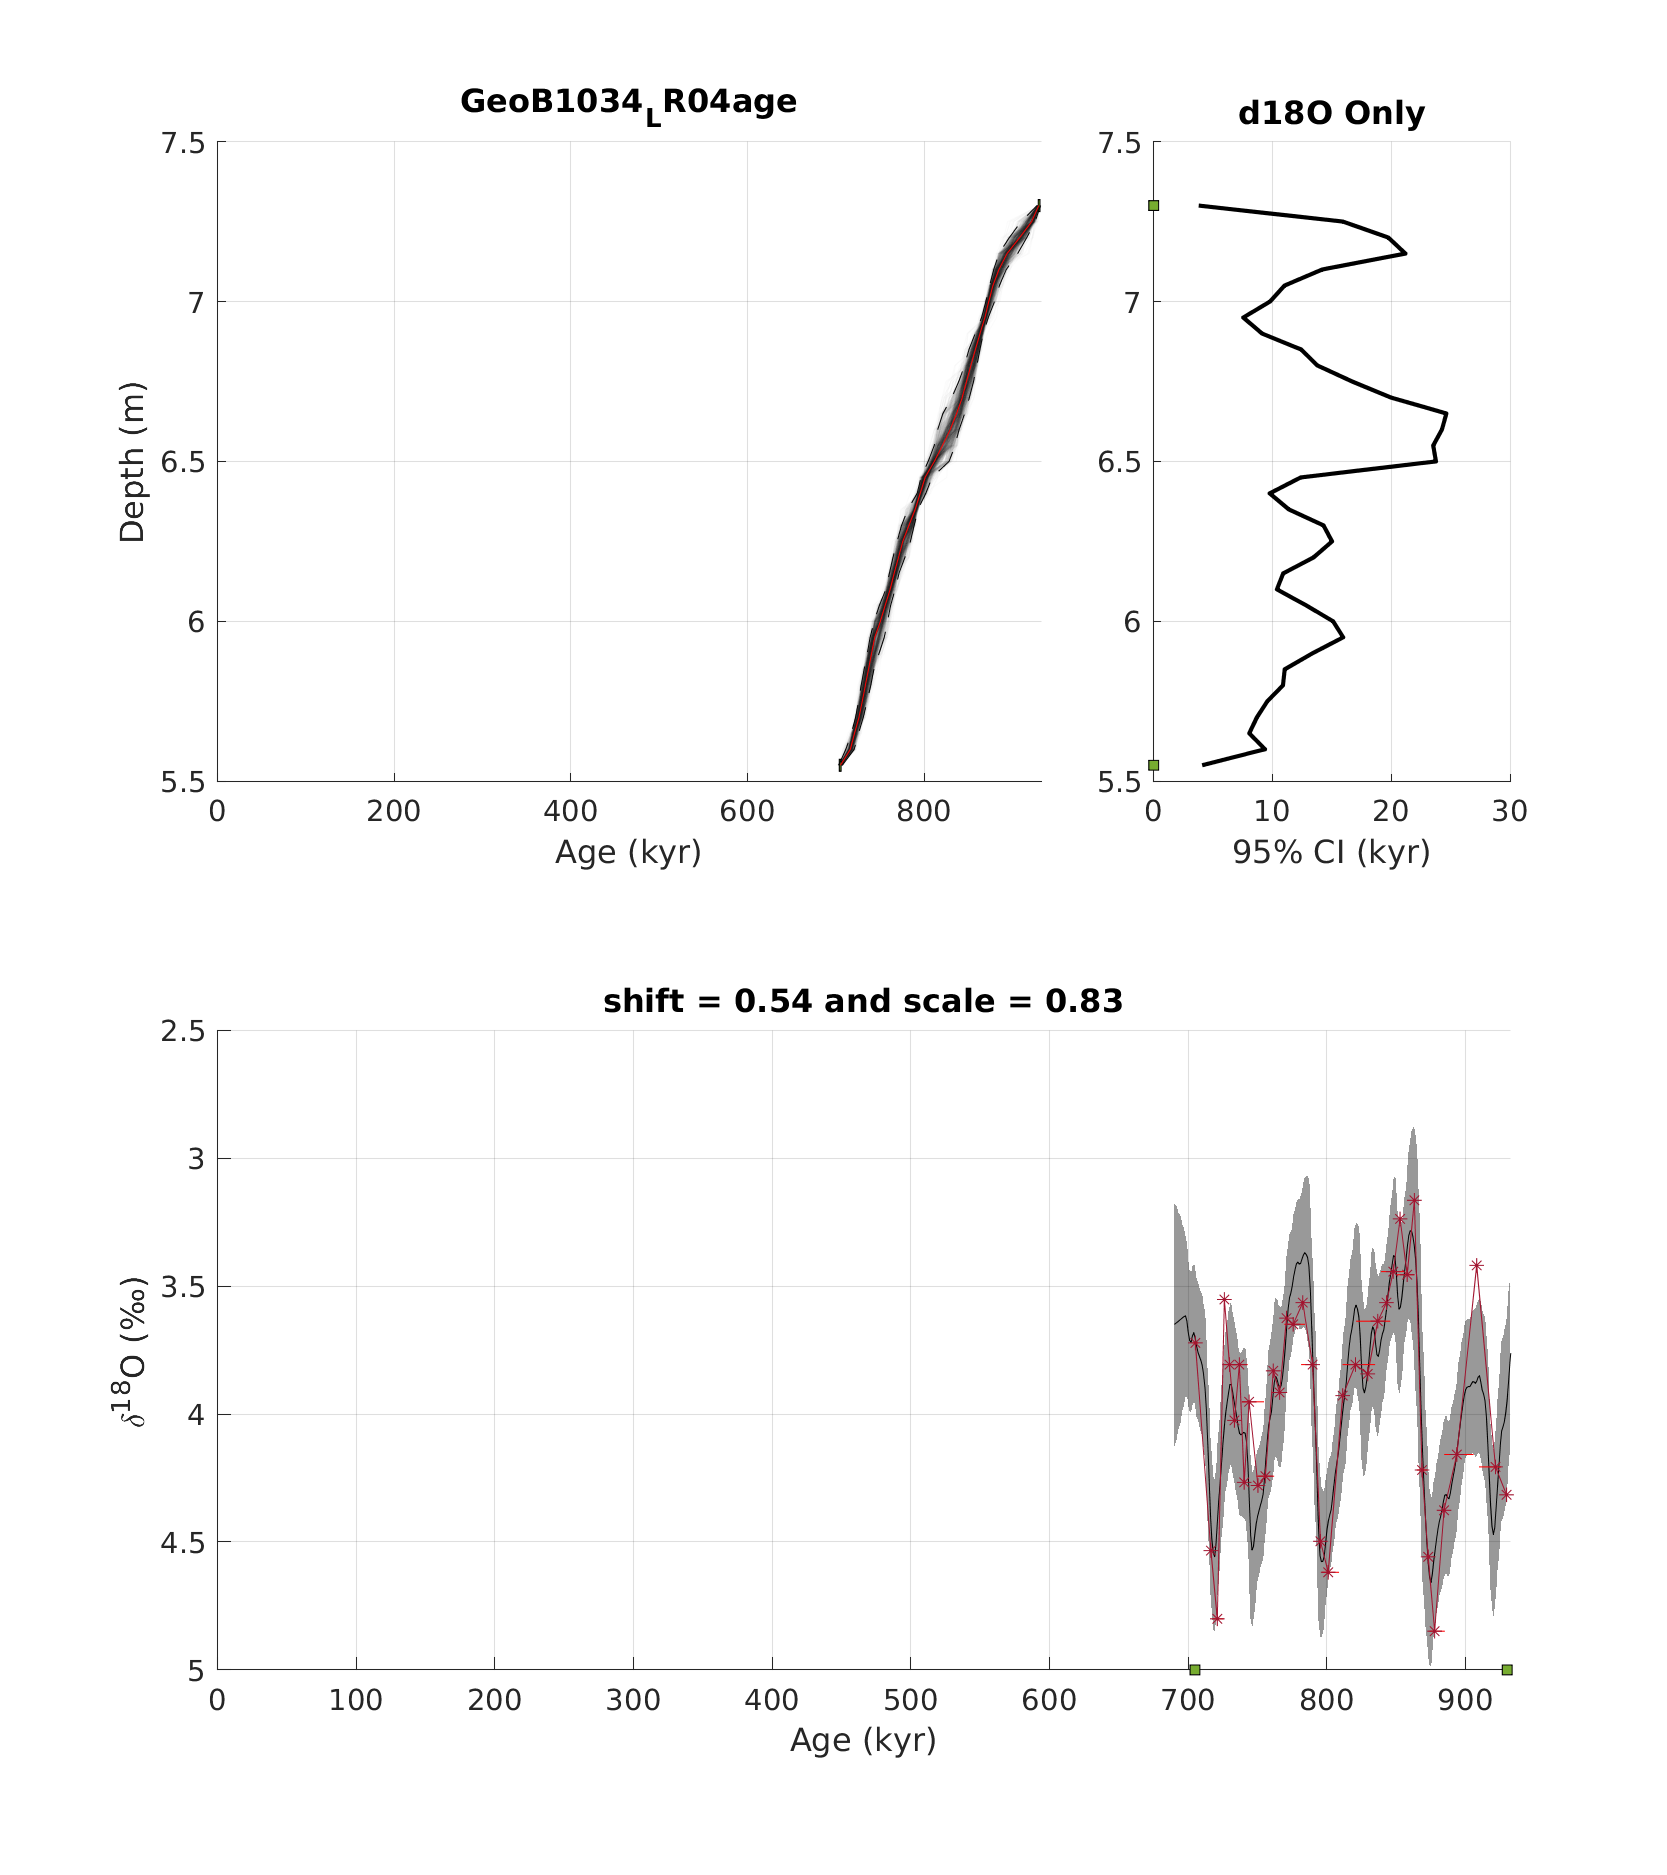 GeoB1034LR04age
d18O Only
7.5
7
6.5
6
5.5
Depth (m)
0 200 400 600 800
Age (kyr)
7.5
7
6.5
6
5.5
0 10 20 30
95% CI (kyr)
shift = 0.54 and scale = 0.83
2.5
3
3.5
4
4.5
5
δ18O (‰)
0 100 200 300 400 500 600 700 800 900
Age (kyr)